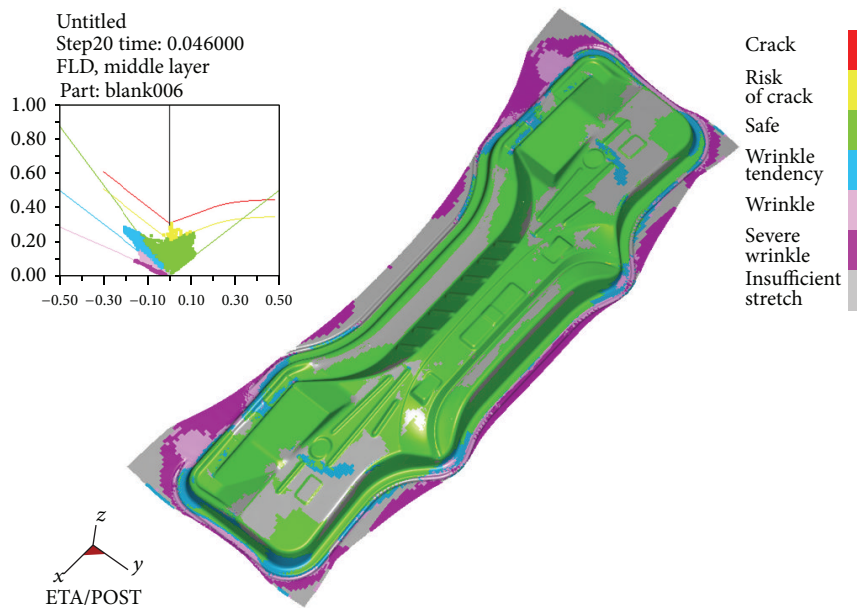 Untitled
Step20 time: 0.046000
FLD, middle layer
Part: blank006
1.00
0.80
0.60
0.40
0.20
0.00
−0.50 −0.30 −0.10 0.10 0.30 0.50
Crack
Risk
of crack
Safe
Wrinkle
tendency
Wrinkle
Severe
wrinkle
Insufficient
stretch
z
x
y
ETA/POST